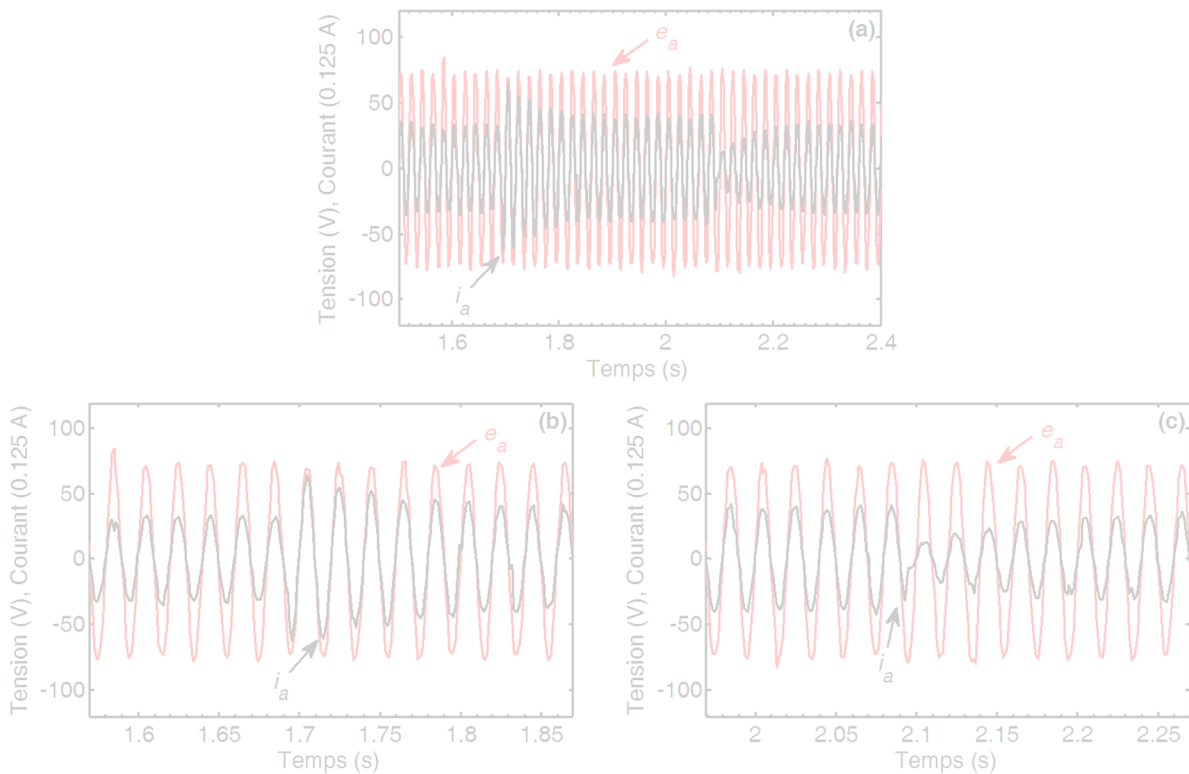 (a)
e_a
i_a
Tension (V), Courant (0.125 A)
100
50
0
-50
-100
1.6
1.8
2
2.2
2.4
Temps (s)
(b)
e_a
i_a
Tension (V), Courant (0.125 A)
100
50
0
-50
-100
1.6
1.65
1.7
1.75
1.8
1.85
Temps (s)
(c)
e_a
i_a
Tension (V), Courant (0.125 A)
100
50
0
-50
-100
2
2.05
2.1
2.15
2.2
2.25
Temps (s)